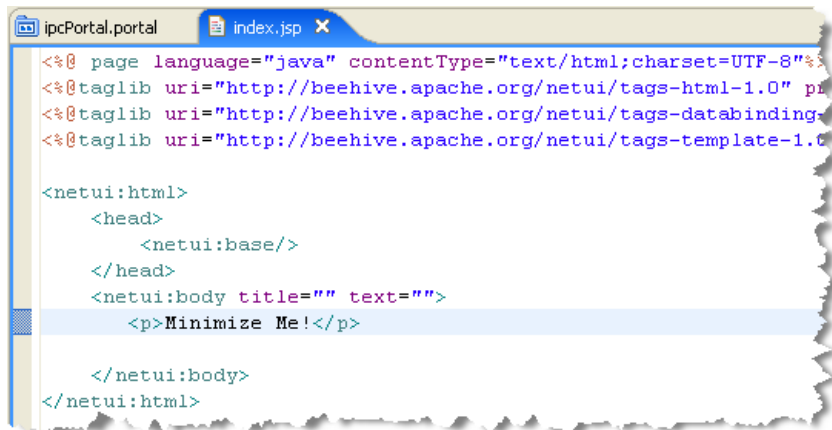 ipcPortal.portal index.jsp
<%@ page language="java" contentType="text/html;charset=UTF-8"%>
<%@taglib uri="http://beehive.apache.org/netui/tags-html-1.0" pr
<%@taglib uri="http://beehive.apache.org/netui/tags-databinding-
<%@taglib uri="http://beehive.apache.org/netui/tags-template-1.0
<netui:html>
<head>
<netui:base/>
</head>
<netui:body title="" text="">
<p>Minimize Me!</p>
</netui:body>
</netui:html>